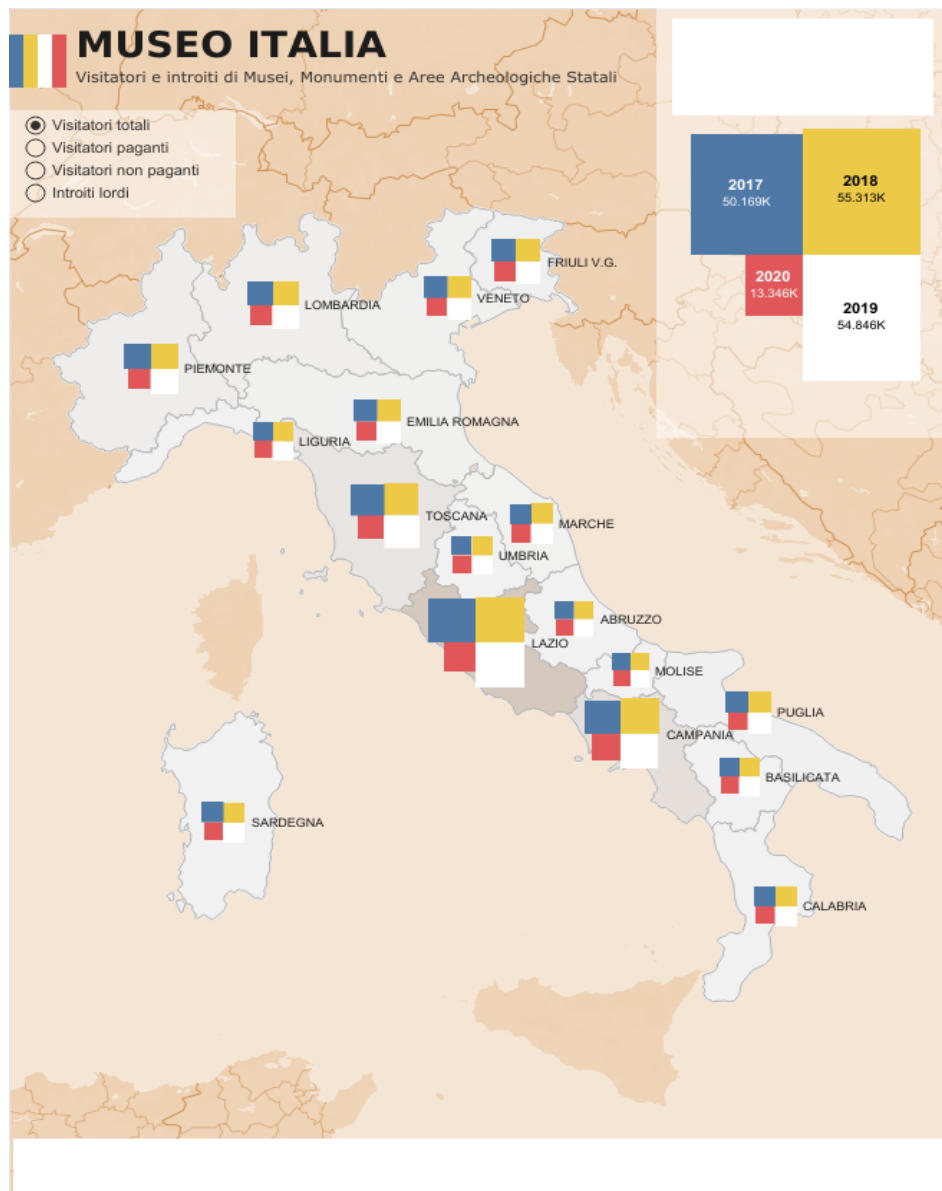 MUSEO ITALIA
Visitatori e introiti di Musei, Monumenti e Aree Archeologiche Statali
Visitatori totali
Visitatori paganti
Visitatori non paganti
Introiti lordi
2017
50.169K
2018
55.313K
2020
13.346K
2019
54.846K
FRIULI V.G.
VENETO
LOMBARDIA
PIEMONTE
EMILIA ROMAGNA
LIGURIA
TOSCANA
MARCHE
UMBRIA
ABRUZZO
LAZIO
MOLISE
PUGLIA
CAMPANIA
BASILICATA
SARDEGNA
CALABRIA